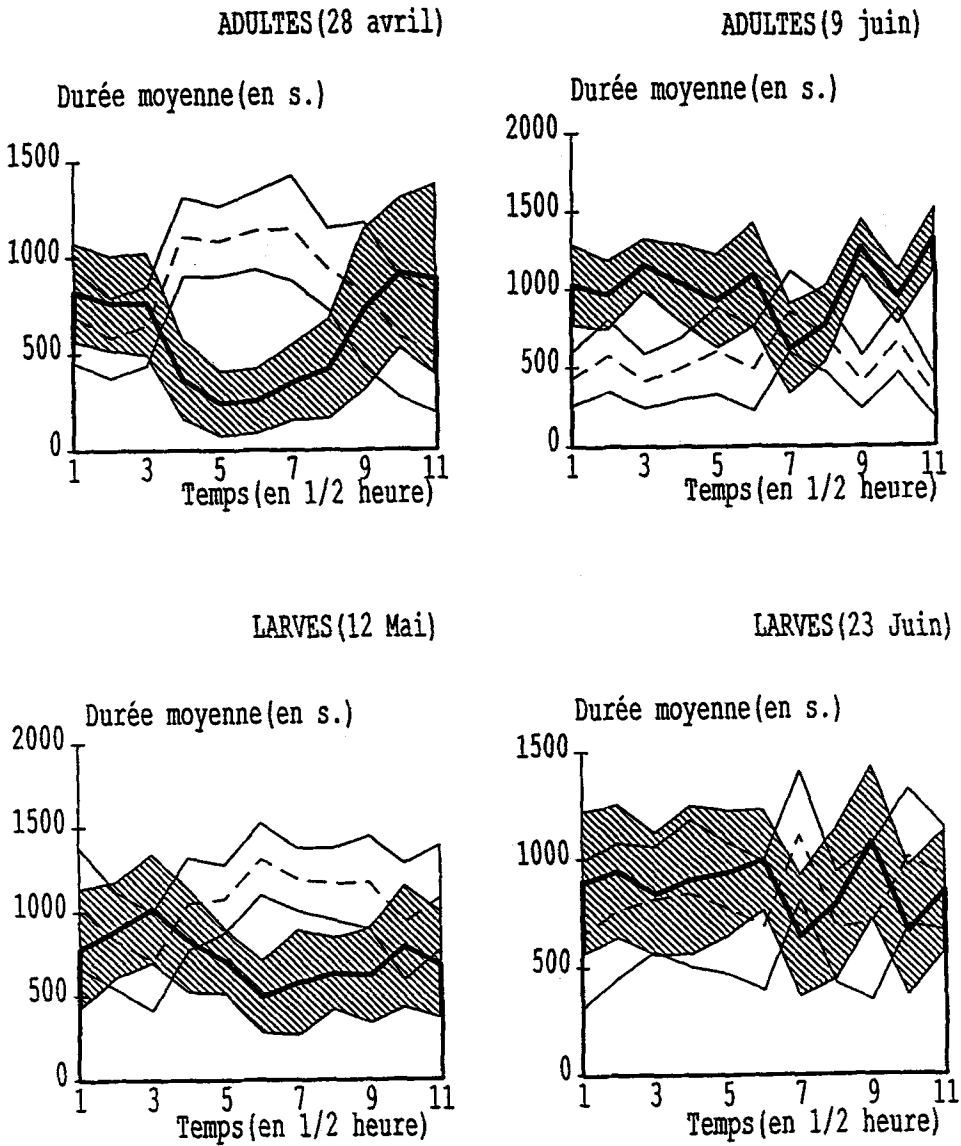 ADULTES(28 avril)
Durée moyenne(en s.)
1500
1000
500
0
1 3 5 7 9 11
Temps(en 1/2 heure)
ADULTES(9 juin)
Durée moyenne(en s.)
2000
1500
1000
500
0
1 3 5 7 9 11
Temps(en 1/2 heure)
LARVES(12 Mai)
Durée moyenne(en s.)
2000
1500
1000
500
0
1 3 5 7 9 11
Temps(en 1/2 heure)
LARVES(23 Juin)
Durée moyenne(en s.)
1500
1000
500
0
1 3 5 7 9 11
Temps(en 1/2 heure)